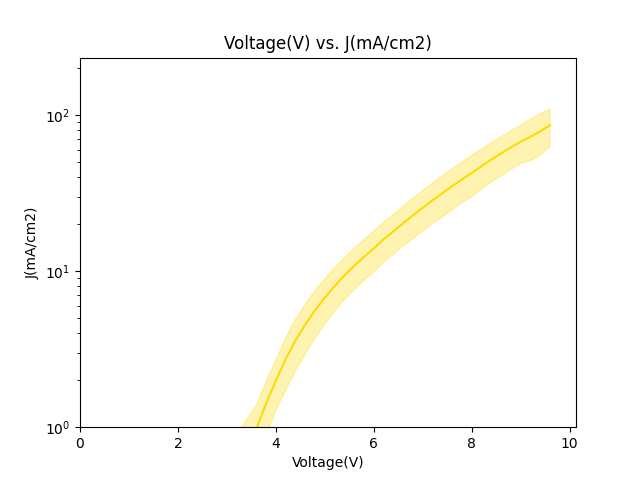 Voltage(V) vs. J(mA/cm2)
J(mA/cm2)
10²
10¹
10⁰
0 2 4 6 8 10
Voltage(V)